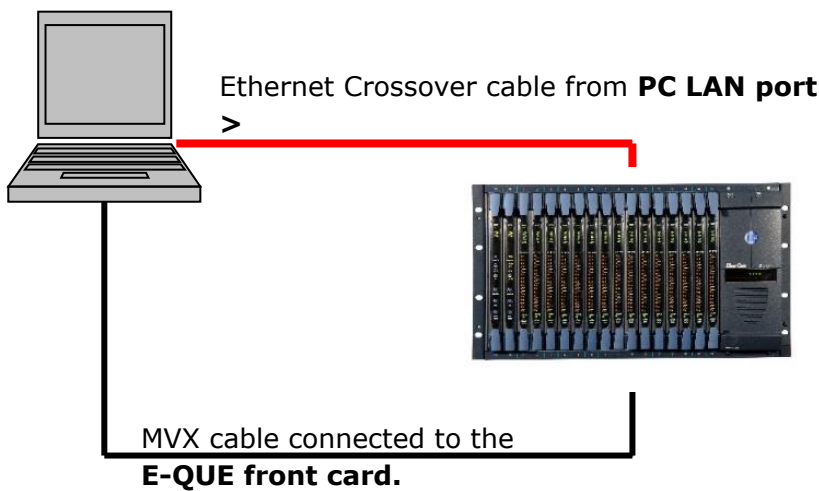 Ethernet Crossover cable from PC LAN port
>
MVX cable connected to the
E-QUE front card.